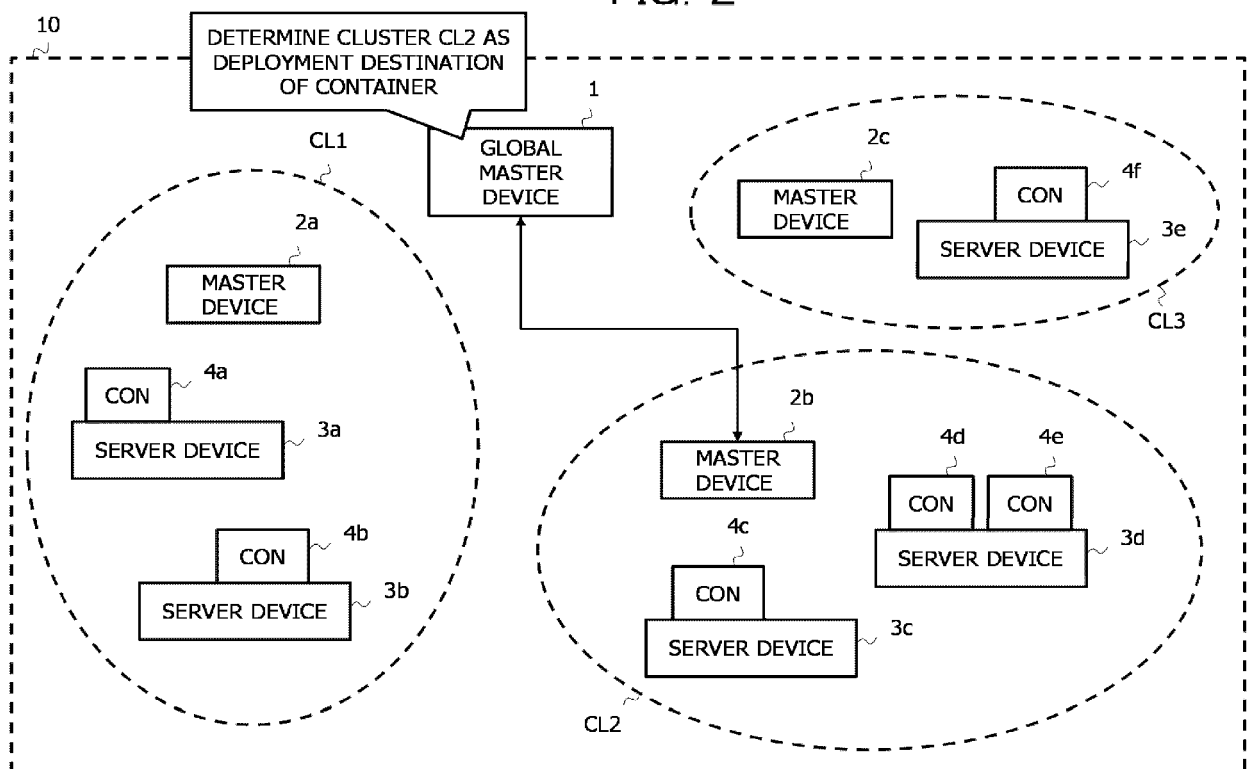 FIG. 2
10
DETERMINE CLUSTER CL2 AS
DEPLOYMENT DESTINATION
OF CONTAINER
1
GLOBAL
MASTER
DEVICE
CL1
2a
MASTER
DEVICE
4a
CON
3a
SERVER DEVICE
4b
CON
3b
SERVER DEVICE
2c
MASTER
DEVICE
4f
CON
3e
SERVER DEVICE
CL3
2b
MASTER
DEVICE
4d
4e
CON
CON
3d
SERVER DEVICE
4c
CON
3c
SERVER DEVICE
CL2